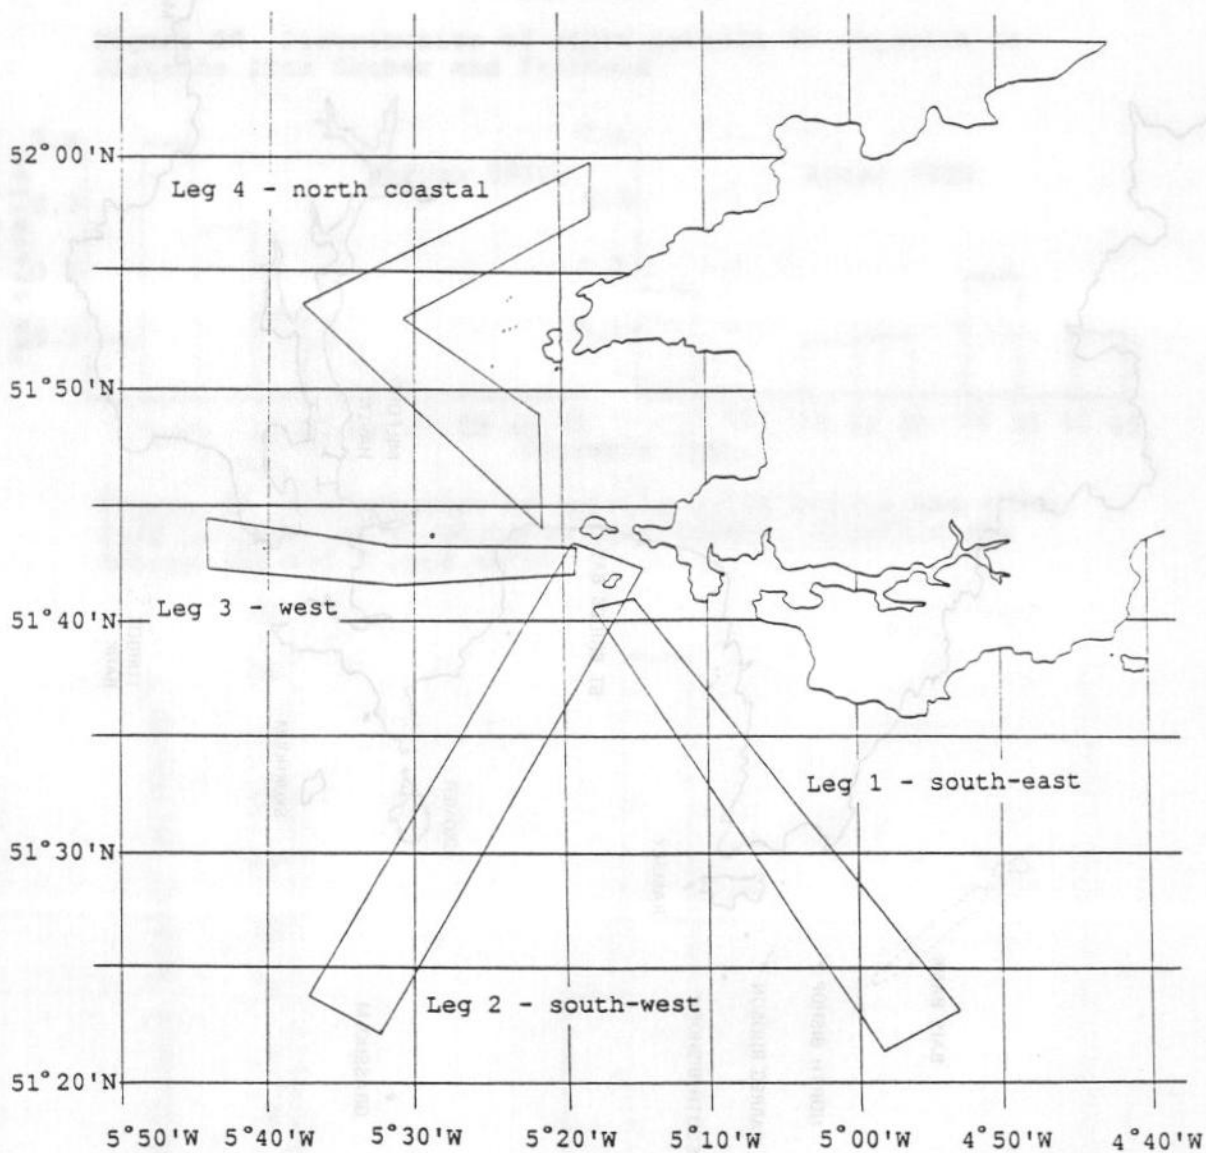 52°00'N
Leg 4 - north coastal
51°50'N
Leg 3 - west
51°40'N
Leg 1 - south-east
51°30'N
Leg 2 - south-west
51°20'N
5°50'W 5°40'W 5°30'W 5°20'W 5°10'W 5°00'W 4°50'W 4°40'W